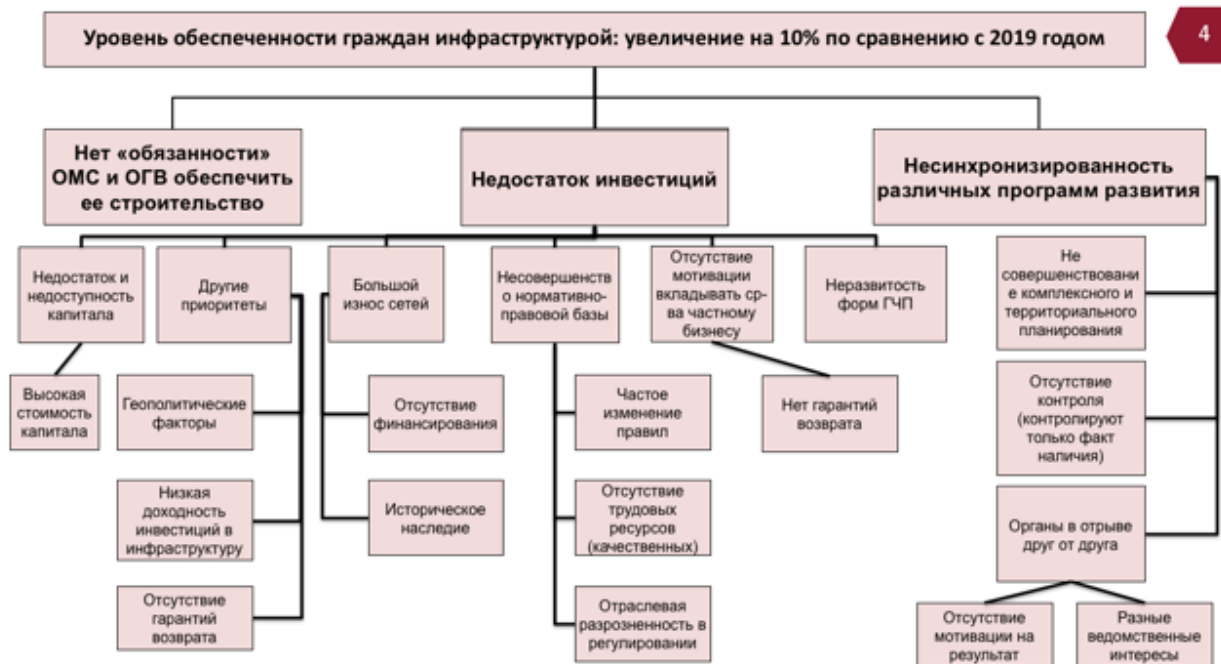 Уровень обеспеченности граждан инфраструктурой: увеличение на 10% по сравнению с 2019 годом
4
Нет «обязанности»
ОМС и ОГВ обеспечить
ее строительство
Недостаток инвестиций
Несинхронизированность
различных программ развития
Недостаток и
недоступность
капитала
Другие
приоритеты
Большой
износ сетей
Несовершенств
о нормативно-
правовой базы
Отсутствие
мотивации
вкладывать ср-
ва частному
бизнесу
Неразвитость
форм ГЧП
Не
совершенствовани
е комплексного и
территориального
планирования
Высокая
стоимость
капитала
Геополитические
факторы
Отсутствие
финансирования
Частое
изменение
правил
Нет гарантий
возврата
Отсутствие
контроля
(контролируют
только факт
наличия)
Низкая
доходность
инвестиций в
инфраструктуру
Историческое
наследие
Отсутствие
трудовых
ресурсов
(качественных)
Органы в отрыве
друг от друга
Отсутствие
гарантий
возврата
Отраслевая
разрозненность в
регулировании
Отсутствие
мотивации на
результат
Разные
ведомственные
интересы